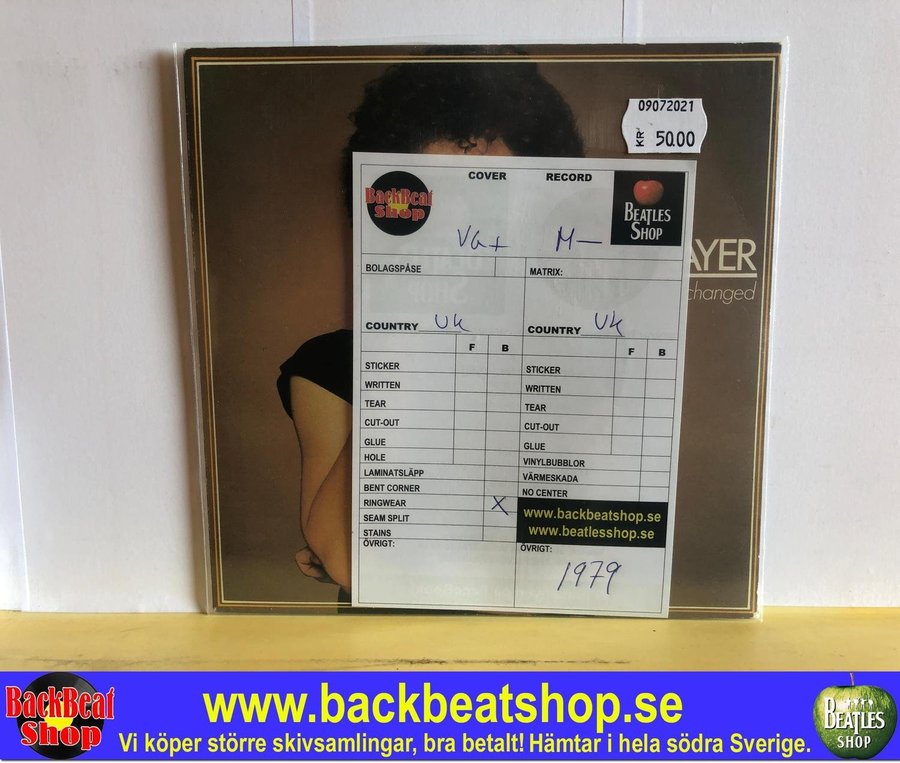 09072021
KR 50.00
COVER RECORD
BackBeat
Shop
BEATLES
SHOP
VG+ M-
AYER
changed
BOLAGSPÅSE MATRIX:
COUNTRY UK COUNTRY UK
F B F B
STICKER STICKER
WRITTEN WRITTEN
TEAR TEAR
CUT-OUT CUT-OUT
GLUE GLUE
HOLE VINYLBUBBLOR
LAMINATSLÄPP VÄRMESKADA
BENT CORNER NO CENTER
RINGWEAR X
SEAM SPLIT
STAINS
www.backbeatshop.se
www.beatlesshop.se
ÖVRIGT: ÖVRIGT:
1979
BackBeat
Shop
www.backbeatshop.se
Vi köper större skivsamlingar, bra betalt! Hämtar i hela södra Sverige.
BEATLES
SHOP